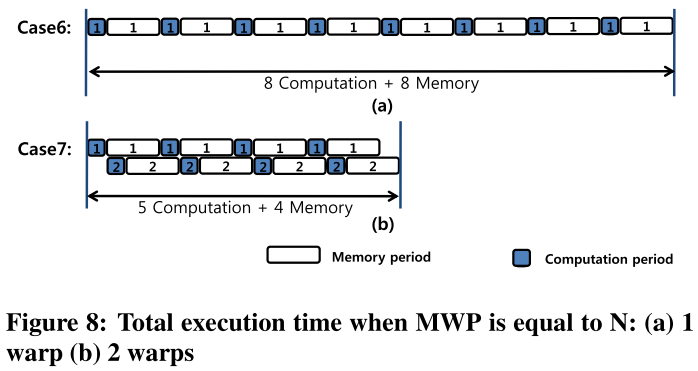 Case6: 1 1 1 1 1 1 1 1 1 1 1 1 1 1 1 1
8 Computation + 8 Memory
(a)
Case7: 1 1 1 1 1 1 1 1
2 2 2 2 2 2 2 2
5 Computation + 4 Memory
(b)
Memory period
Computation period
Figure 8: Total execution time when MWP is equal to N: (a) 1
warp (b) 2 warps